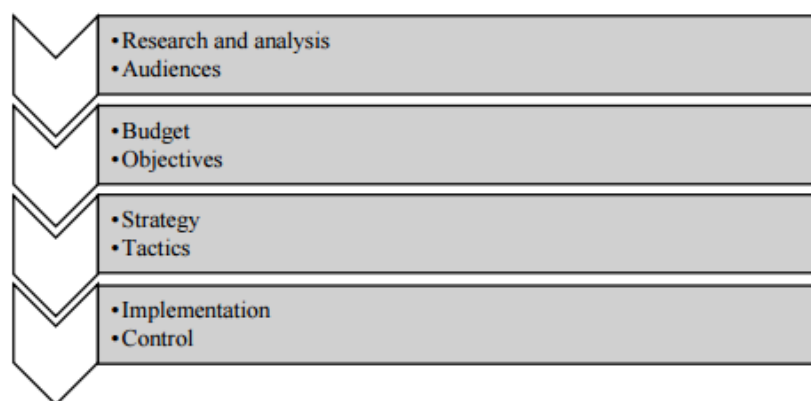 •Research and analysis
•Audiences
•Budget
•Objectives
•Strategy
•Tactics
•Implementation
•Control